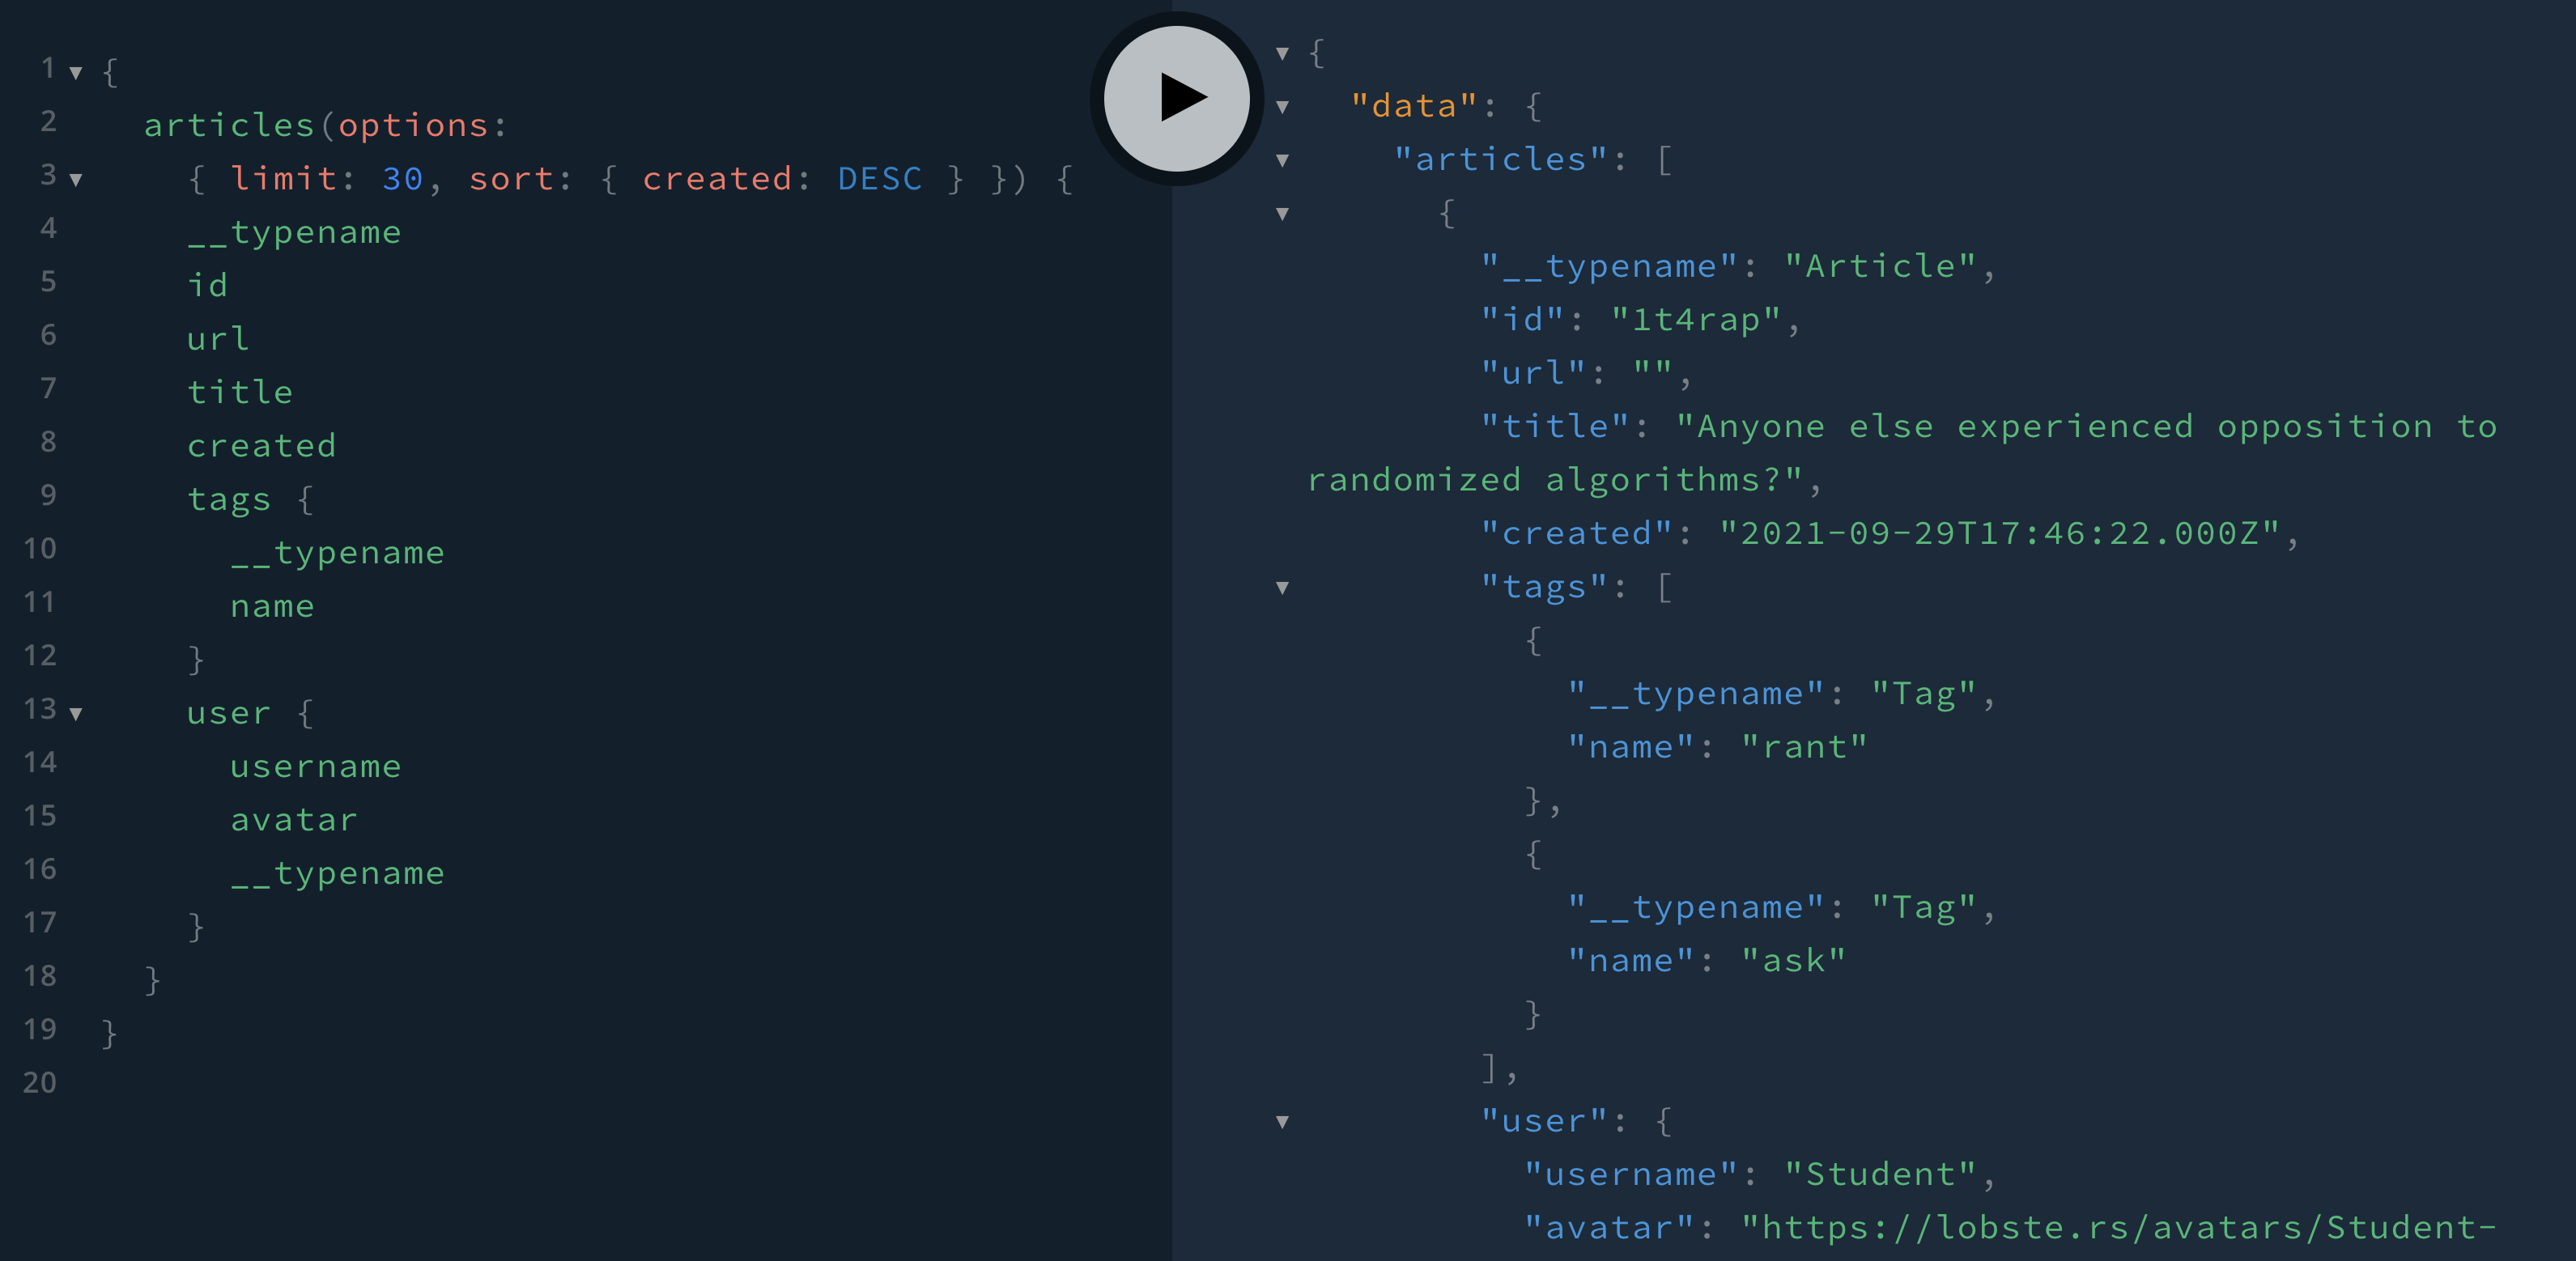 1 {
2   articles(options:
3     { limit: 30, sort: { created: DESC } }) {
4     __typename
5     id
6     url
7     title
8     created
9     tags {
10       __typename
11       name
12     }
13     user {
14       username
15       avatar
16       __typename
17     }
18   }
19 }
20
{
  "data": {
    "articles": [
      {
        "__typename": "Article",
        "id": "1t4rap",
        "url": "",
        "title": "Anyone else experienced opposition to
randomized algorithms?",
        "created": "2021-09-29T17:46:22.000Z",
        "tags": [
          {
            "__typename": "Tag",
            "name": "rant"
          },
          {
            "__typename": "Tag",
            "name": "ask"
          }
        ],
        "user": {
          "username": "Student",
          "avatar": "https://lobste.rs/avatars/Student-